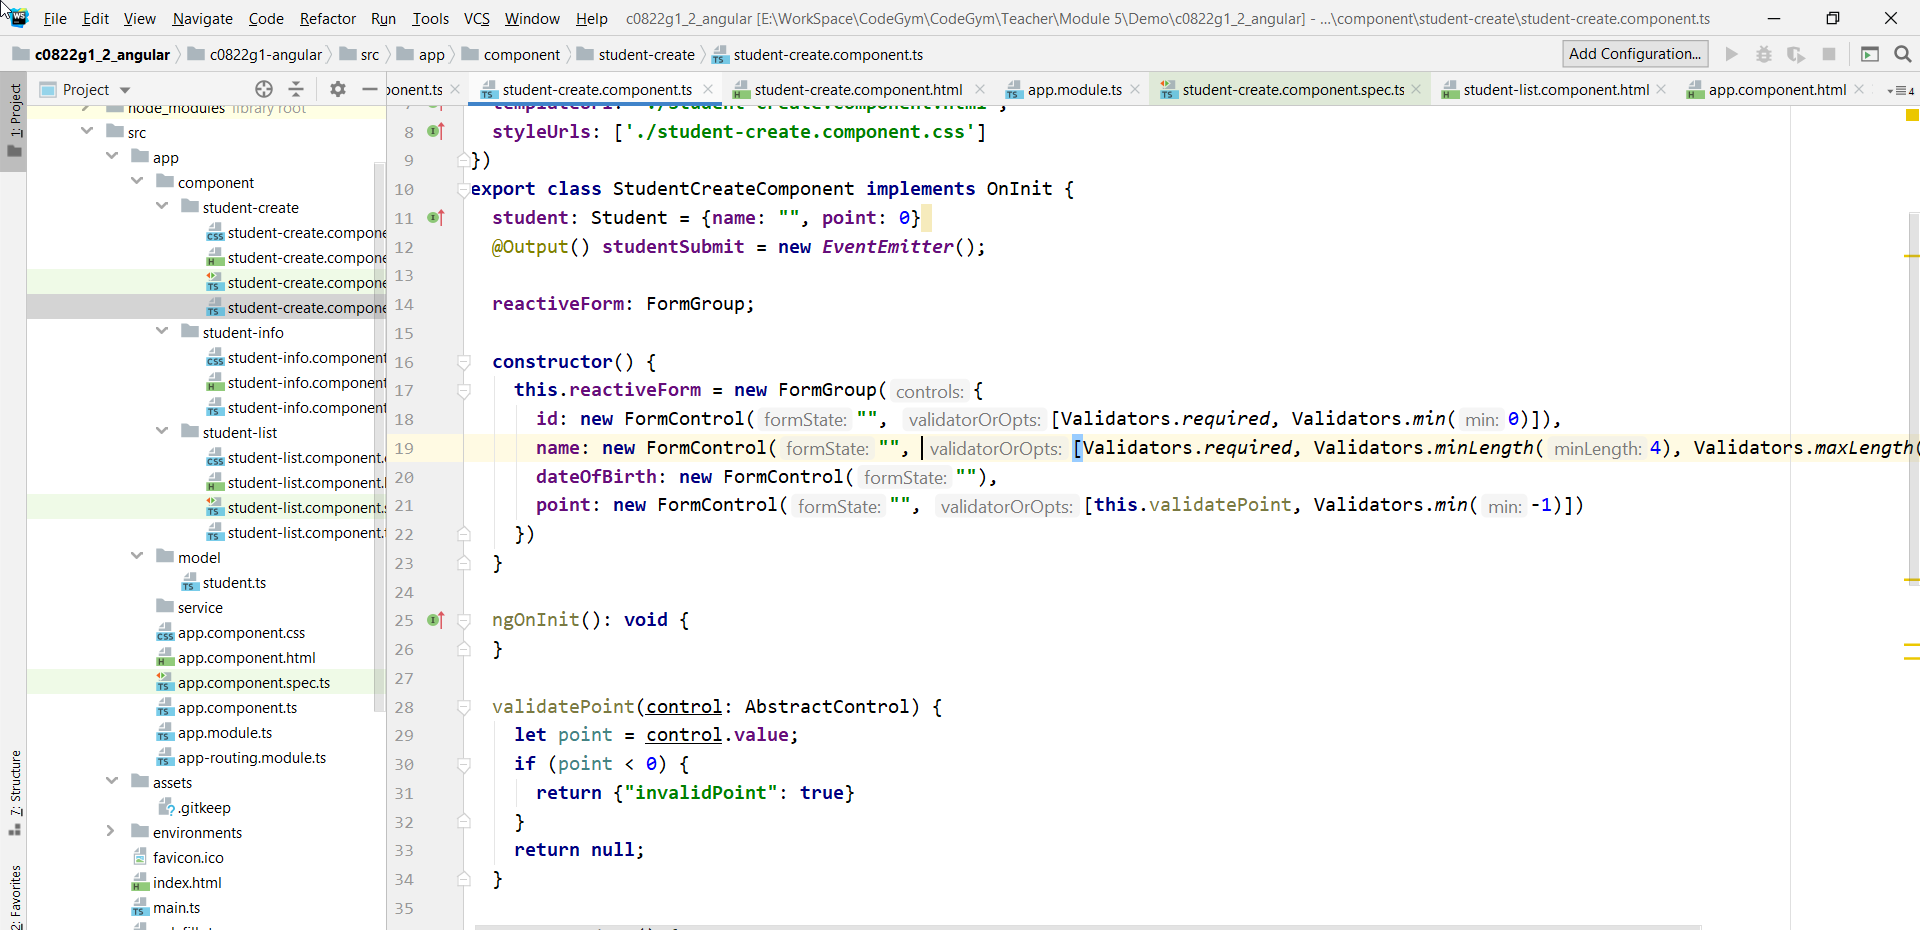 WS File Edit View Navigate Code Refactor Run Tools VCS Window Help c0822g1_2_angular [E:\WorkSpace\CodeGym\CodeGym\Teacher\Module 5\Demo\c0822g1_2_angular] - ...\component\student-create\student-create.component.ts
c0822g1_2_angular c0822g1-angular src app component student-create student-create.component.ts Add Configuration...
Project onent.ts student-create.component.ts student-create.component.html app.module.ts student-create.component.spec.ts student-list.component.html app.component.html 4
1: Project
7: Structure
2: Favorites
node_modules library root
src
app
component
student-create
student-create.compone
student-create.compone
student-create.compone
student-create.compone
student-info
student-info.component
student-info.component
student-info.component
student-list
student-list.component.
student-list.component.
student-list.component.
student-list.component.
model
student.ts
service
app.component.css
app.component.html
app.component.spec.ts
app.component.ts
app.module.ts
app-routing.module.ts
assets
.gitkeep
environments
favicon.ico
index.html
main.ts
7 templateUrl: './student-create.component.html',
8 styleUrls: ['./student-create.component.css']
9 })
10 export class StudentCreateComponent implements OnInit {
11 student: Student = {name: "", point: 0}
12 @Output() studentSubmit = new EventEmitter();
13
14 reactiveForm: FormGroup;
15
16 constructor() {
17 this.reactiveForm = new FormGroup( controls: {
18 id: new FormControl( formState: "", validatorOrOpts: [Validators.required, Validators.min( min: 0)]),
19 name: new FormControl( formState: "", validatorOrOpts: [Validators.required, Validators.minLength( minLength: 4), Validators.maxLength(
20 dateOfBirth: new FormControl( formState: ""),
21 point: new FormControl( formState: "", validatorOrOpts: [this.validatePoint, Validators.min( min: -1)])
22 })
23 }
24
25 ngOnInit(): void {
26 }
27
28 validatePoint(control: AbstractControl) {
29 let point = control.value;
30 if (point < 0) {
31 return {"invalidPoint": true}
32 }
33 return null;
34 }
35